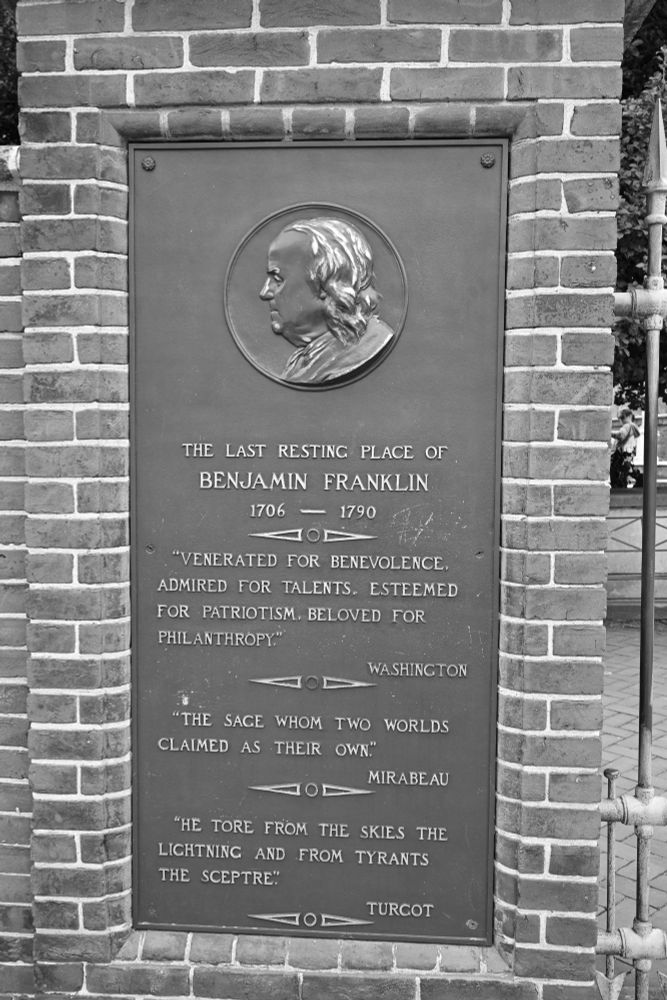 THE LAST RESTING PLACE OF
BENJAMIN FRANKLIN
1706 — 1790
"VENERATED FOR BENEVOLENCE,
ADMIRED FOR TALENTS, ESTEEMED
FOR PATRIOTISM, BELOVED FOR
PHILANTHROPY."
WASHINGTON
"THE SAGE WHOM TWO WORLDS
CLAIMED AS THEIR OWN."
MIRABEAU
"HE TORE FROM THE SKIES THE
LIGHTNING AND FROM TYRANTS
THE SCEPTRE."
TURGOT